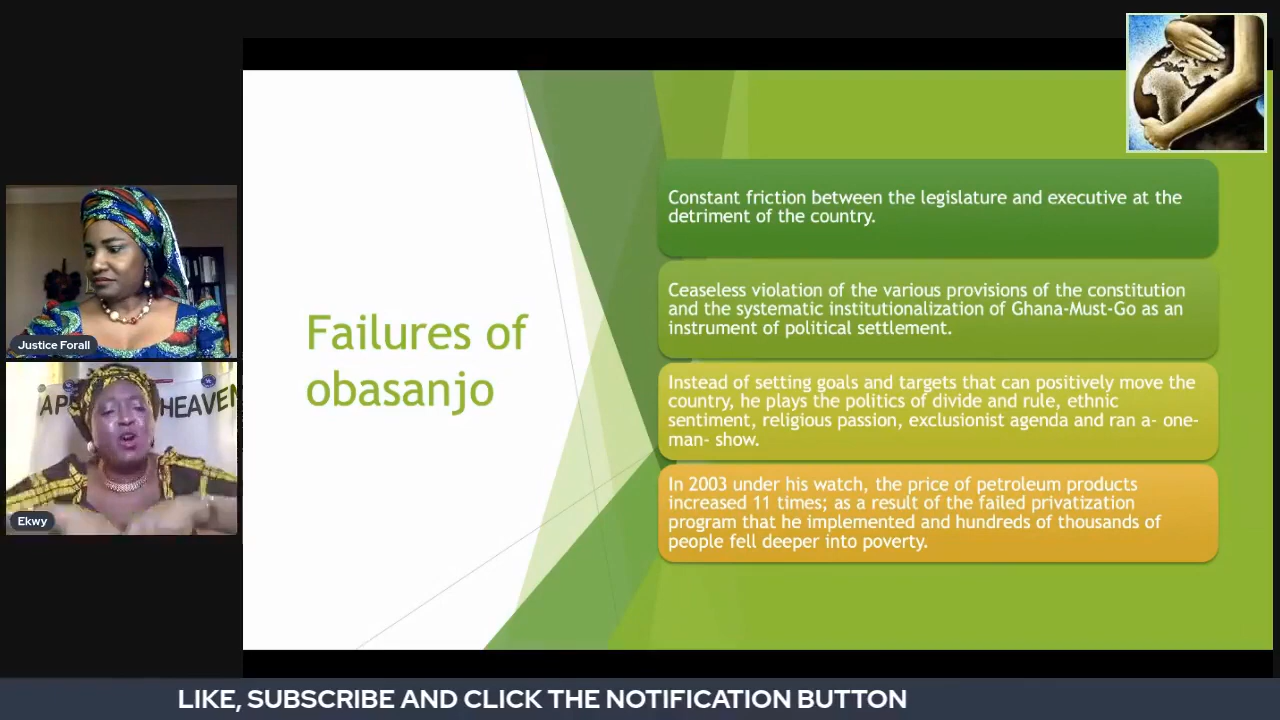 Failures of
obasanjo
Constant friction between the legislature and executive at the
detriment of the country.
Ceaseless violation of the various provisions of the constitution
and the systematic institutionalization of Ghana-Must-Go as an
instrument of political settlement.
Instead of setting goals and targets that can positively move the
country, he plays the politics of divide and rule, ethnic
sentiment, religious passion, exclusionist agenda and ran a- one-
man- show.
In 2003 under his watch, the price of petroleum products
increased 11 times; as a result of the failed privatization
program that he implemented and hundreds of thousands of
people fell deeper into poverty.
Justice Forall
HEAVEN
Ekwy
LIKE, SUBSCRIBE AND CLICK THE NOTIFICATION BUTTON